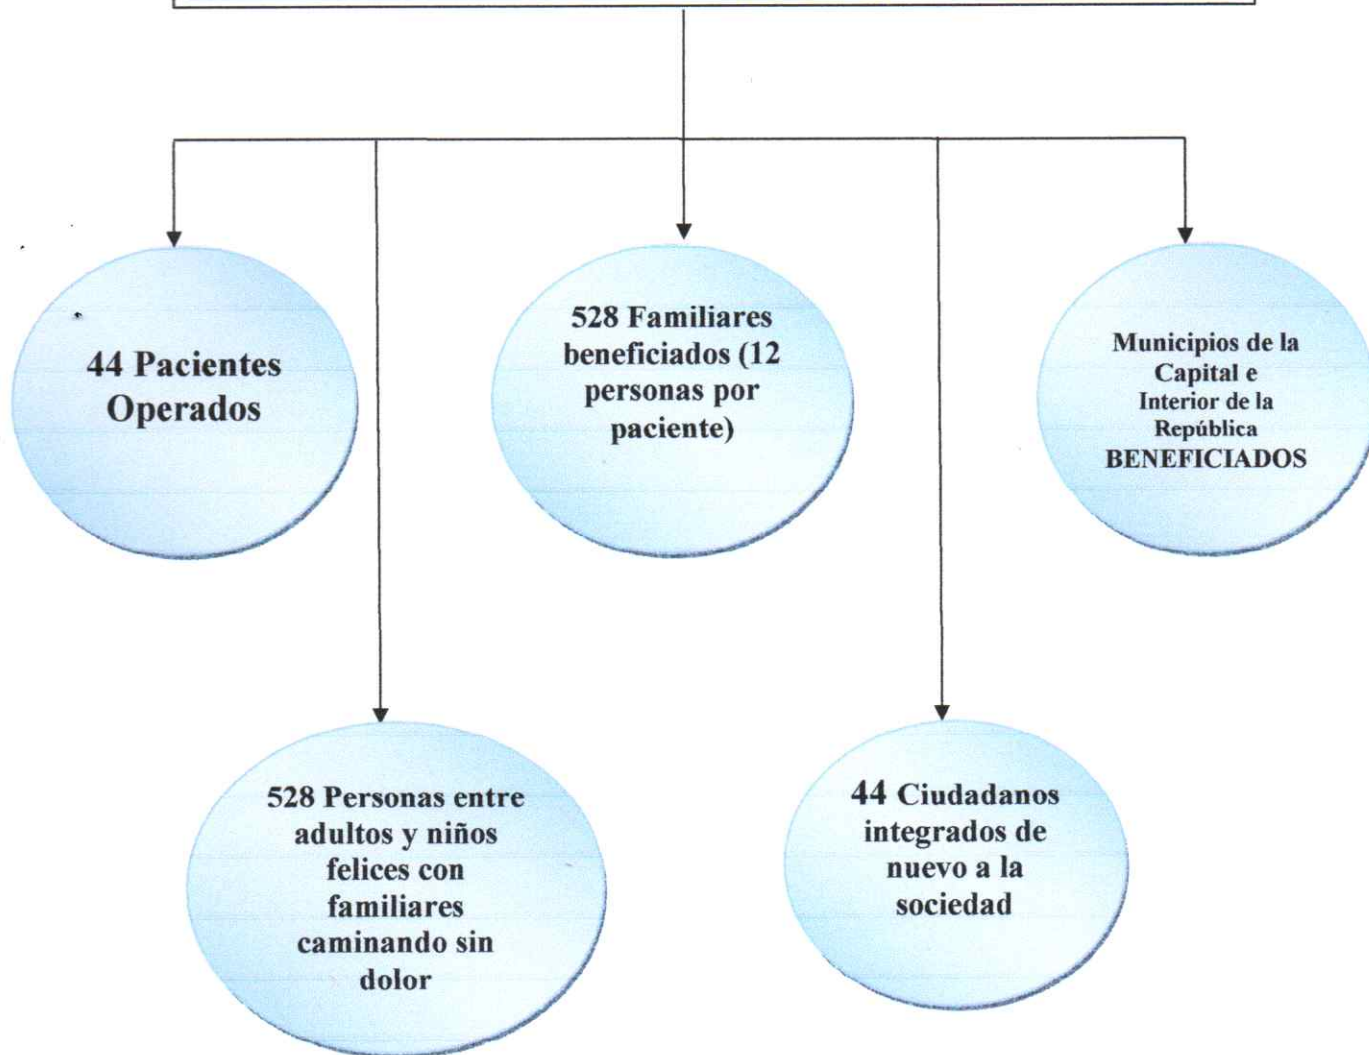 44 Pacientes
Operados
528 Familiares
beneficiados (12
personas por
paciente)
Municipios de la
Capital e
Interior de la
República
BENEFICIADOS
528 Personas entre
adultos y niños
felices con
familiares
caminando sin
dolor
44 Ciudadanos
integrados de
nuevo a la
sociedad